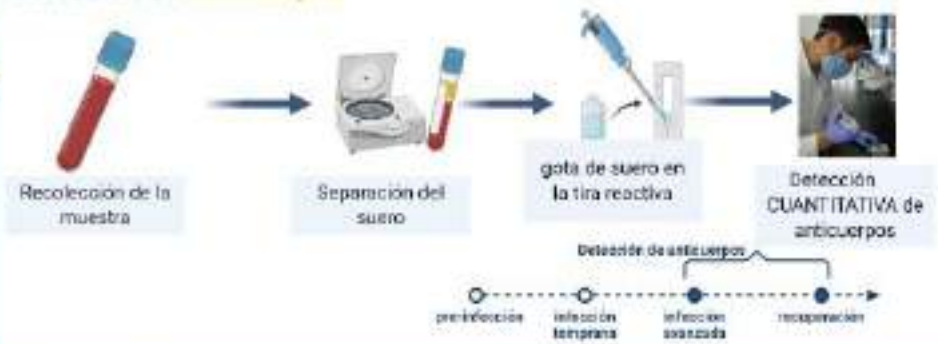 Recolección de la
muestra
Separación del
suero
gota de suero en
la tira reactiva
Detección
CUANTITATIVA de
anticuerpos
Detección de anticuerpos
pre-infección
infección
temprana
infección
avanzada
recuperación